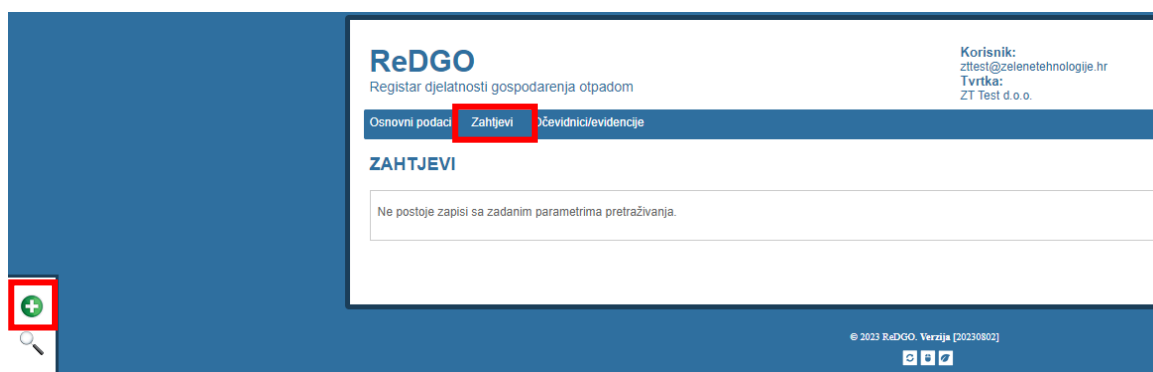 ReDGO
Registar djelatnosti gospodarenja otpadom
Korisnik:
zttest@zelenetehnologije.hr
Tvrtka:
ZT Test d.o.o.
Osnovni podaci Zahtjevi Očevidnici/evidencije
ZAHTJEVI
Ne postoje zapisi sa zadanim parametrima pretraživanja.
© 2023 ReDGO. Verzija [20230802]